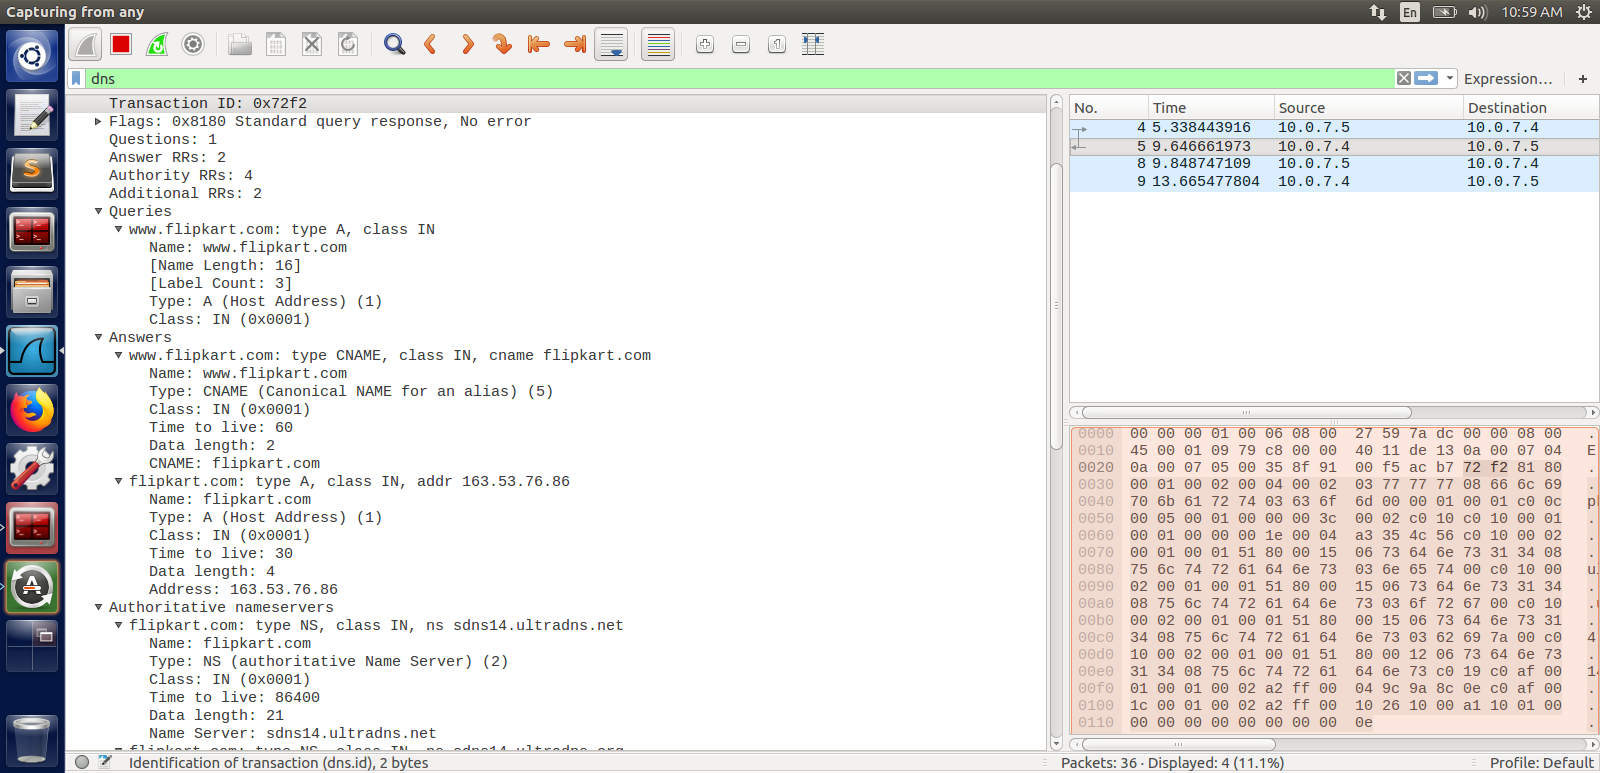 Capturing from any
En
10:59 AM
dns
Expression…
+
Transaction ID: 0x72f2
Flags: 0x8180 Standard query response, No error
Questions: 1
Answer RRs: 2
Authority RRs: 4
Additional RRs: 2
Queries
www.flipkart.com: type A, class IN
Name: www.flipkart.com
[Name Length: 16]
[Label Count: 3]
Type: A (Host Address) (1)
Class: IN (0x0001)
Answers
www.flipkart.com: type CNAME, class IN, cname flipkart.com
Name: www.flipkart.com
Type: CNAME (Canonical NAME for an alias) (5)
Class: IN (0x0001)
Time to live: 60
Data length: 2
CNAME: flipkart.com
flipkart.com: type A, class IN, addr 163.53.76.86
Name: flipkart.com
Type: A (Host Address) (1)
Class: IN (0x0001)
Time to live: 30
Data length: 4
Address: 163.53.76.86
Authoritative nameservers
flipkart.com: type NS, class IN, ns sdns14.ultradns.net
Name: flipkart.com
Type: NS (authoritative Name Server) (2)
Class: IN (0x0001)
Time to live: 86400
Data length: 21
Name Server: sdns14.ultradns.net
flipkart.com: type NS, class IN, ns sdns14.ultradns.org
No. Time Source Destination
4 5.338443916 10.0.7.5 10.0.7.4
5 9.646661973 10.0.7.4 10.0.7.5
8 9.848747109 10.0.7.5 10.0.7.4
9 13.665477804 10.0.7.4 10.0.7.5
0000 00 00 00 01 00 06 08 00 27 59 7a dc 00 00 08 00 .
0010 45 00 01 09 79 c8 00 00 40 11 de 13 0a 00 07 04 E
0020 0a 00 07 05 00 35 8f 91 00 f5 ac b7 72 f2 81 80 .
0030 00 01 00 02 00 04 00 02 03 77 77 77 08 66 6c 69 .
0040 70 6b 61 72 74 03 63 6f 6d 00 00 01 00 01 c0 0c pk
0050 00 05 00 01 00 00 00 3c 00 02 c0 10 c0 10 00 01 .
0060 00 01 00 00 00 1e 00 04 a3 35 4c 56 c0 10 00 02 .
0070 00 01 00 01 51 80 00 15 06 73 64 6e 73 31 34 08 .
0080 75 6c 74 72 61 64 6e 73 03 6e 65 74 00 c0 10 00 ul
0090 02 00 01 00 01 51 80 00 15 06 73 64 6e 73 31 34 .
00a0 08 75 6c 74 72 61 64 6e 73 03 6f 72 67 00 c0 10 .u
00b0 00 02 00 01 00 01 51 80 00 15 06 73 64 6e 73 31 .
00c0 34 08 75 6c 74 72 61 64 6e 73 03 62 69 7a 00 c0 4
00d0 10 00 02 00 01 00 01 51 80 00 12 06 73 64 6e 73 .
00e0 31 34 08 75 6c 74 72 61 64 6e 73 c0 19 c0 af 00 14
00f0 01 00 01 00 02 a2 ff 00 04 9c 9a 8c 0e c0 af 00 .
0100 1c 00 01 00 02 a2 ff 00 10 26 10 00 a1 10 01 00 .
0110 00 00 00 00 00 00 00 00 0e .
Identification of transaction (dns.id), 2 bytes
Packets: 36 · Displayed: 4 (11.1%)
Profile: Default